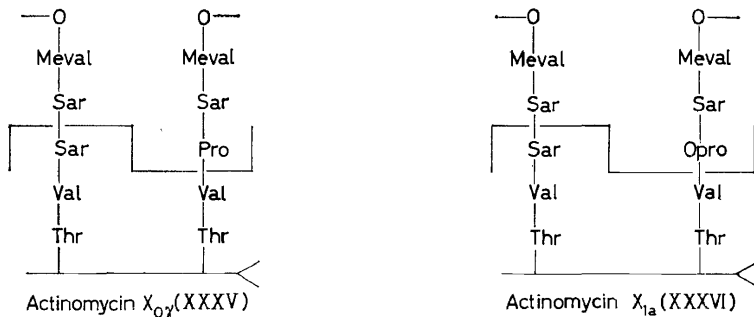 O O O O
Meval Meval Meval Meval
Sar Sar Sar Sar
Sar Pro Sar Opro
Val Val Val Val
Thr Thr Thr Thr
Actinomycin X0γ(XXXV) Actinomycin X1a(XXXVI)